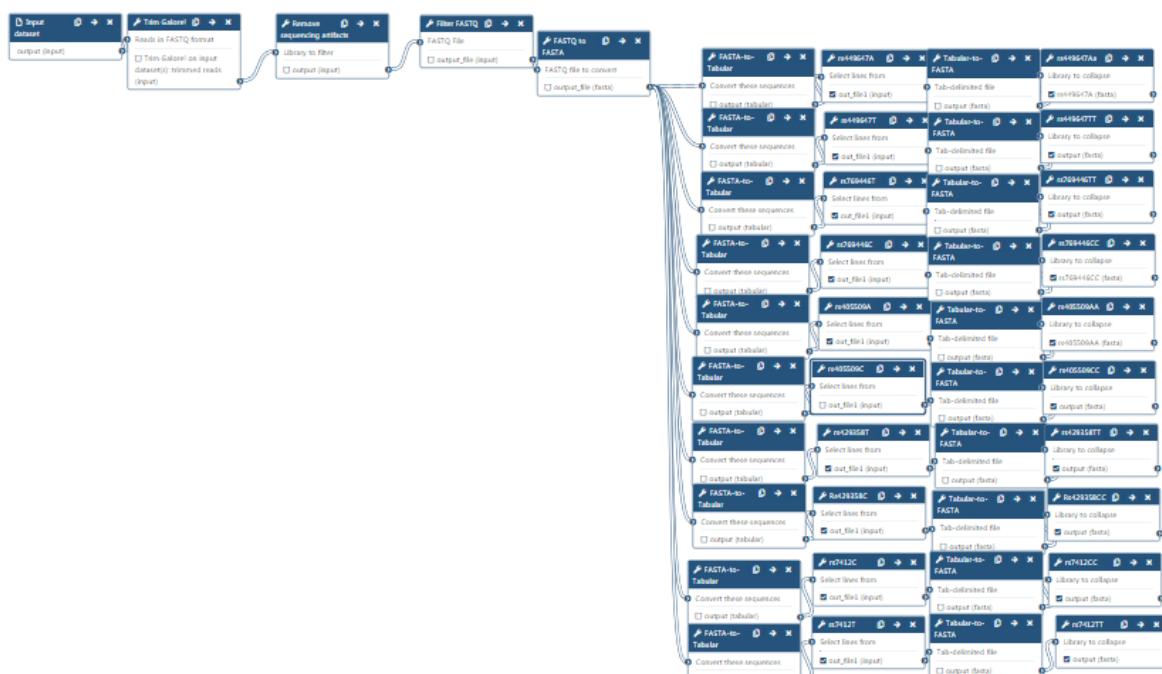 Input dataset
output (input)
Trim Galore!
Reads in FASTQ format
Trim Galore! on input
dataset(s): trimmed reads
(input)
Remove
sequencing artifacts
Library to filter
output (input)
Filter FASTQ
FASTQ File
output_file (input)
FASTQ to
FASTA
FASTQ file to convert
output_file (fasta)
FASTA-to-
Tabular
Convert these sequences
output (tabular)
rs449647A
Select lines from
out_file1 (input)
Tabular-to-
FASTA
Tab-delimited file
output (fasta)
rs449647Aa
Library to collapse
rs449647A (fasta)
FASTA-to-
Tabular
Convert these sequences
output (tabular)
rs449647T
Select lines from
out_file1 (input)
Tabular-to-
FASTA
Tab-delimited file
output (fasta)
rs449647TT
Library to collapse
output (fasta)
FASTA-to-
Tabular
Convert these sequences
output (tabular)
rs769446T
Select lines from
out_file1 (input)
Tabular-to-
FASTA
Tab-delimited file
output (fasta)
rs769446TT
Library to collapse
output (fasta)
FASTA-to-
Tabular
Convert these sequences
output (tabular)
rs769446C
Select lines from
out_file1 (input)
Tabular-to-
FASTA
Tab-delimited file
output (fasta)
rs769446CC
Library to collapse
rs769446CC (fasta)
FASTA-to-
Tabular
Convert these sequences
output (tabular)
rs405509A
Select lines from
out_file1 (input)
Tabular-to-
FASTA
Tab-delimited file
output (fasta)
rs405509AA
Library to collapse
rs405509AA (fasta)
FASTA-to-
Tabular
Convert these sequences
output (tabular)
rs405509C
Select lines from
out_file1 (input)
Tabular-to-
FASTA
Tab-delimited file
output (fasta)
rs405509CC
Library to collapse
output (fasta)
FASTA-to-
Tabular
Convert these sequences
output (tabular)
rs429358T
Select lines from
out_file1 (input)
Tabular-to-
FASTA
Tab-delimited file
output (fasta)
rs429358TT
Library to collapse
output (fasta)
FASTA-to-
Tabular
Convert these sequences
output (tabular)
Rs429358C
Select lines from
out_file1 (input)
Tabular-to-
FASTA
Tab-delimited file
output (fasta)
Rs429358CC
Library to collapse
output (fasta)
FASTA-to-
Tabular
Convert these sequences
output (tabular)
rs7412C
Select lines from
out_file1 (input)
Tabular-to-
FASTA
Tab-delimited file
output (fasta)
rs7412CC
Library to collapse
output (fasta)
FASTA-to-
Tabular
Convert these sequences
rs7412T
Select lines from
out_file1 (input)
Tabular-to-
FASTA
Tab-delimited file
output (fasta)
rs7412TT
Library to collapse
output (fasta)